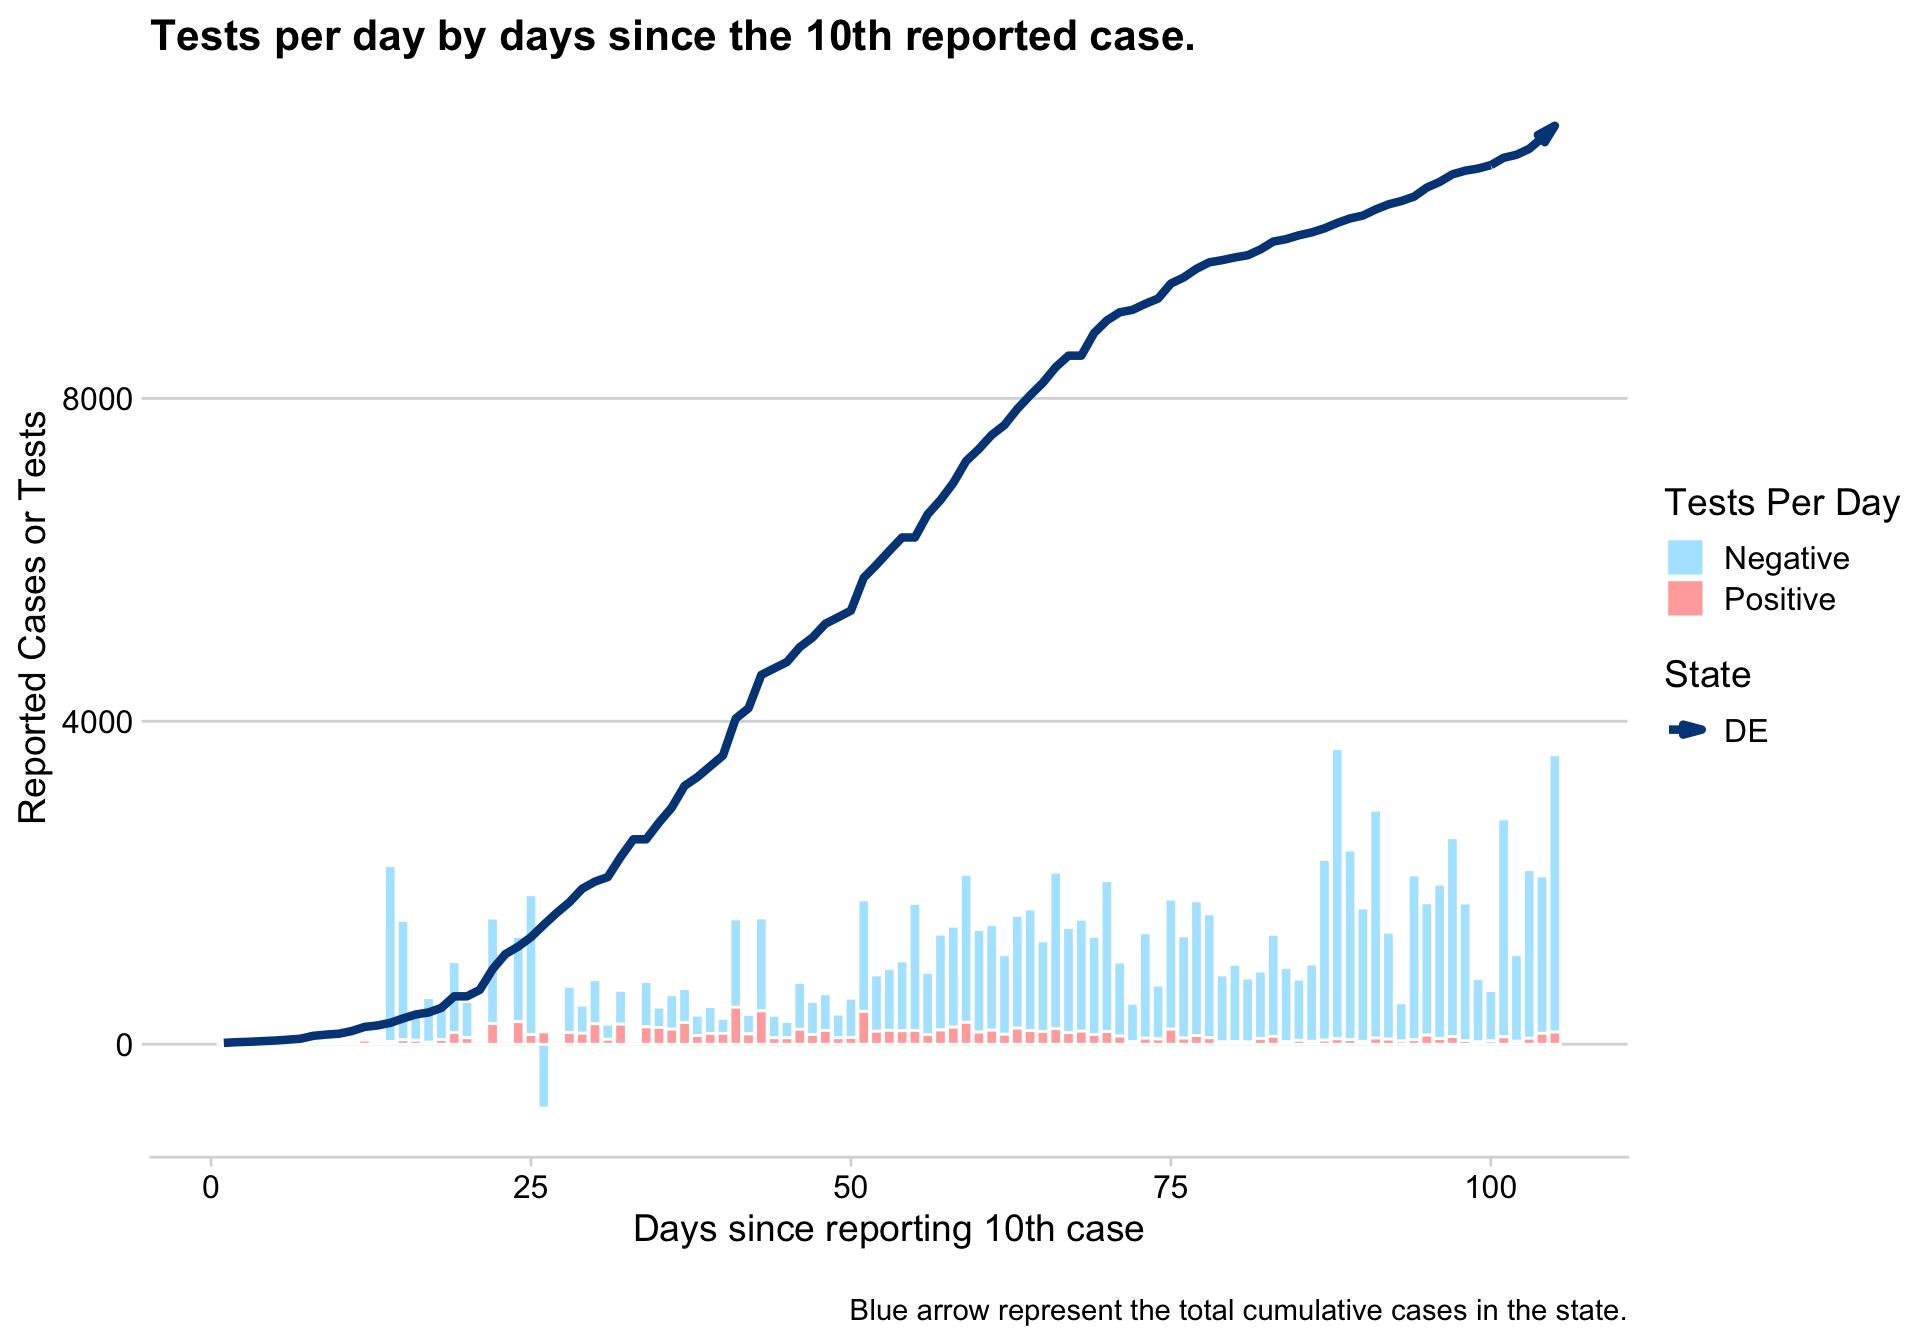 Tests per day by days since the 10th reported case.
Reported Cases or Tests
8000
4000
0
0 25 50 75 100
Days since reporting 10th case
Tests Per Day
Negative
Positive
State
DE
Blue arrow represent the total cumulative cases in the state.